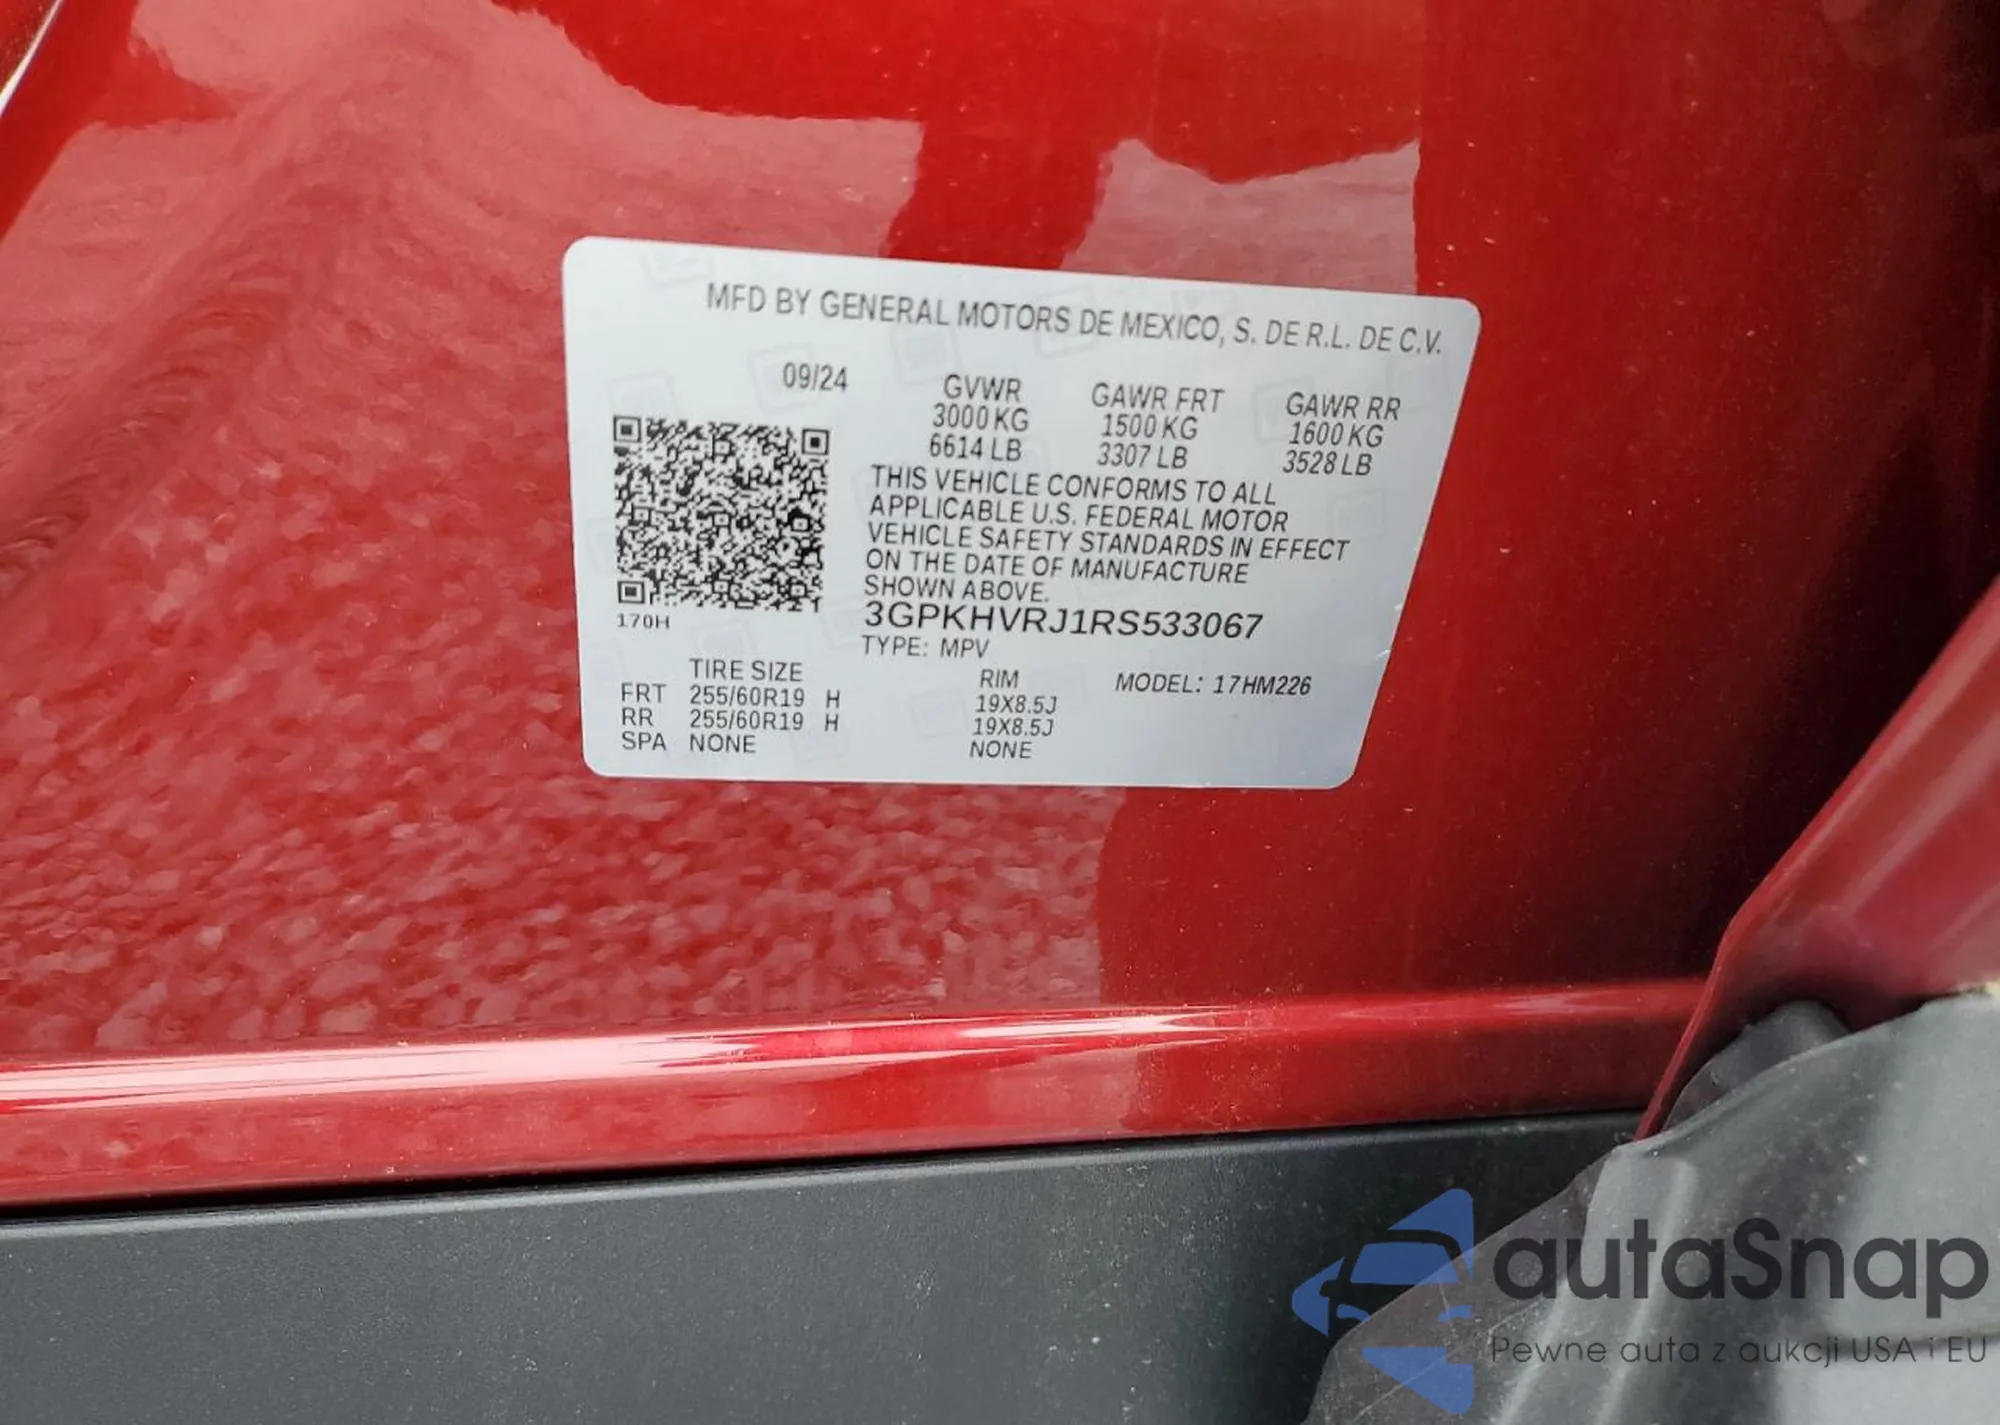 MFD BY GENERAL MOTORS DE MEXICO, S. DE R.L. DE C.V.
09/24
GVWR GAWR FRT GAWR RR
3000 KG 1500 KG 1600 KG
6614 LB 3307 LB 3528 LB
THIS VEHICLE CONFORMS TO ALL
APPLICABLE U.S. FEDERAL MOTOR
VEHICLE SAFETY STANDARDS IN EFFECT
ON THE DATE OF MANUFACTURE
SHOWN ABOVE.
170H
3GPKHVRJ1RS533067
TYPE: MPV
TIRE SIZE RIM MODEL: 17HM226
FRT 255/60R19 H 19X8.5J
RR 255/60R19 H 19X8.5J
SPA NONE NONE
autaSnap
Pewne auta z aukcji USA i EU